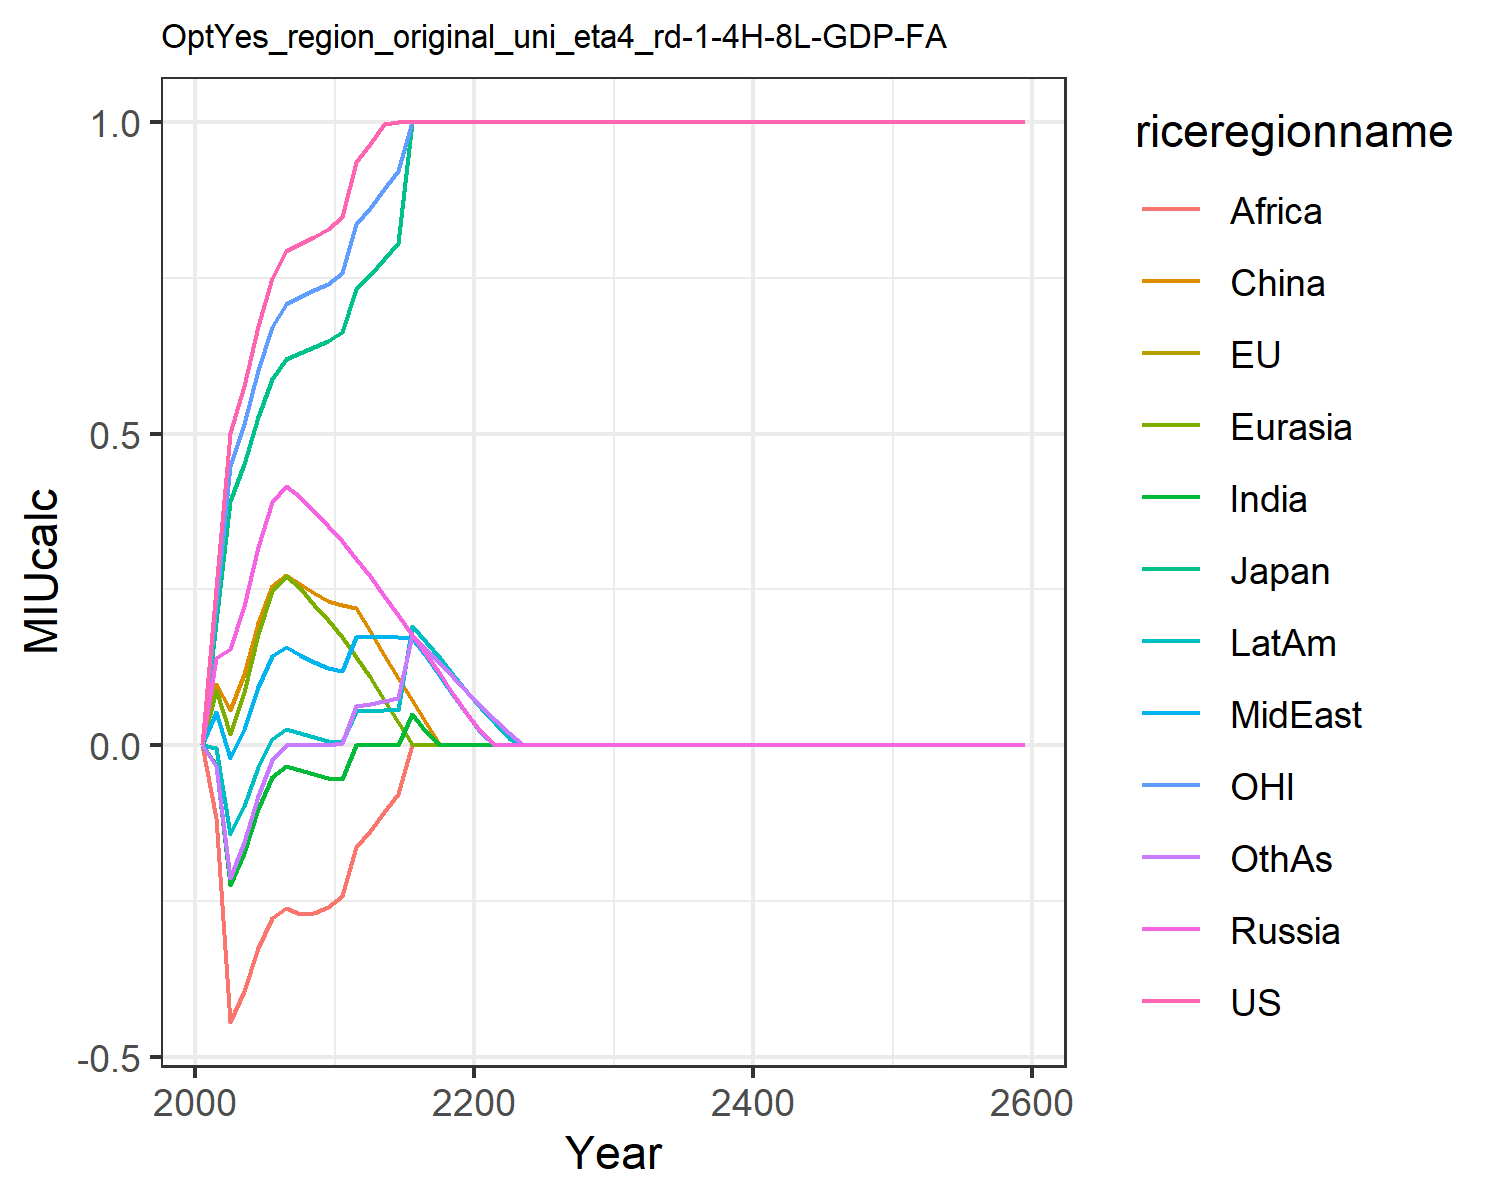 OptYes_region_original_uni_eta4_rd-1-4H-8L-GDP-FA
1.0
0.5
0.0
-0.5
MIUcalc
2000
2200
2400
2600
Year
riceregionname
Africa
China
EU
Eurasia
India
Japan
LatAm
MidEast
OHI
OthAs
Russia
US